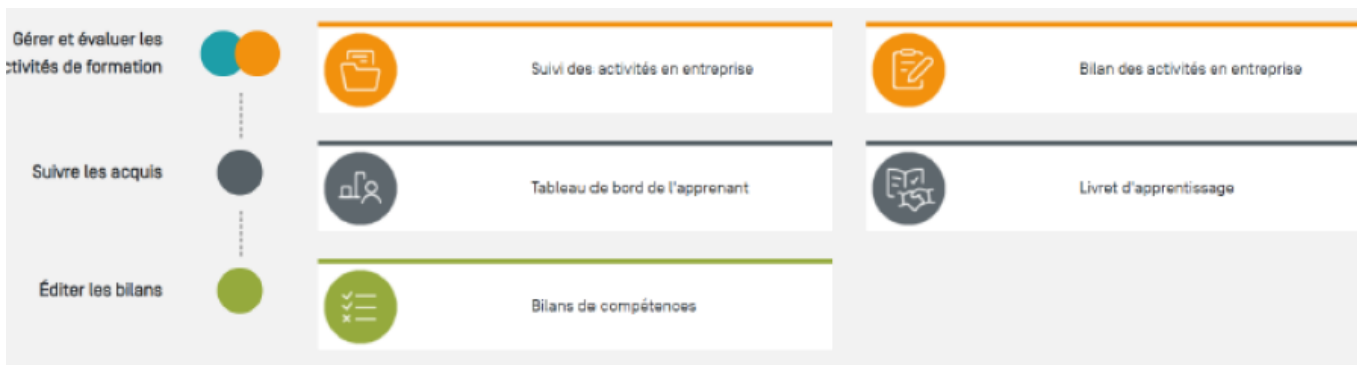 Gérer et évaluer les
ctivités de formation
Suivi des activités en entreprise
Bilan des activités en entreprise
Suivre les acquis
Tableau de bord de l'apprenant
Livret d'apprentissage
Éditer les bilans
Bilans de compétences